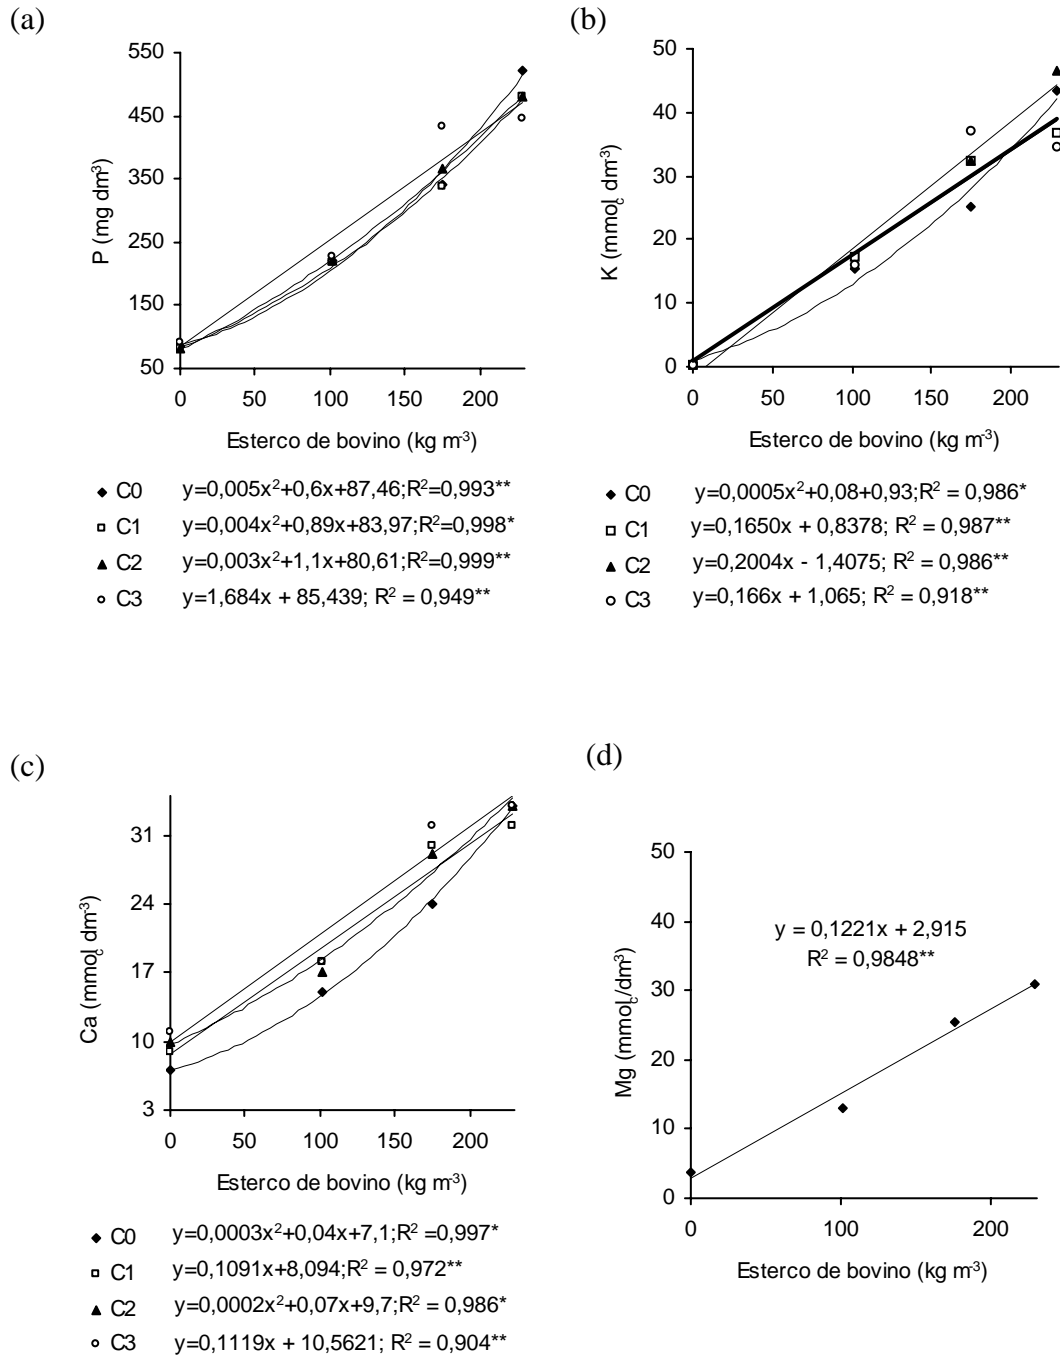 (a)
550
450
350
250
150
50
P (mg dm-3)
0 50 100 150 200
Esterco de bovino (kg m-3)
C0 y=0,005x2+0,6x+87,46;R2=0,993**
C1 y=0,004x2+0,89x+83,97;R2=0,998*
C2 y=0,003x2+1,1x+80,61;R2=0,999**
C3 y=1,684x + 85,439; R2 = 0,949**
(b)
50
40
30
20
10
0
K (mmolc dm-3)
0 50 100 150 200
Esterco de bovino (kg m-3)
C0 y=0,0005x2+0,08+0,93;R2 = 0,986*
C1 y=0,1650x + 0,8378; R2 = 0,987**
C2 y=0,2004x - 1,4075; R2 = 0,986**
C3 y=0,166x + 1,065; R2 = 0,918**
(c)
31
24
17
10
3
Ca (mmolc dm-3)
0 50 100 150 200
Esterco de bovino (kg m-3)
C0 y=0,0003x2+0,04x+7,1;R2 =0,997*
C1 y=0,1091x+8,094;R2 = 0,972**
C2 y=0,0002x2+0,07x+9,7;R2 = 0,986*
C3 y=0,1119x + 10,5621; R2 = 0,904**
(d)
50
40
30
20
10
0
Mg (mmolc/dm3)
y = 0,1221x + 2,915
R2 = 0,9848**
0 100 200
Esterco de bovino (kg m-3)